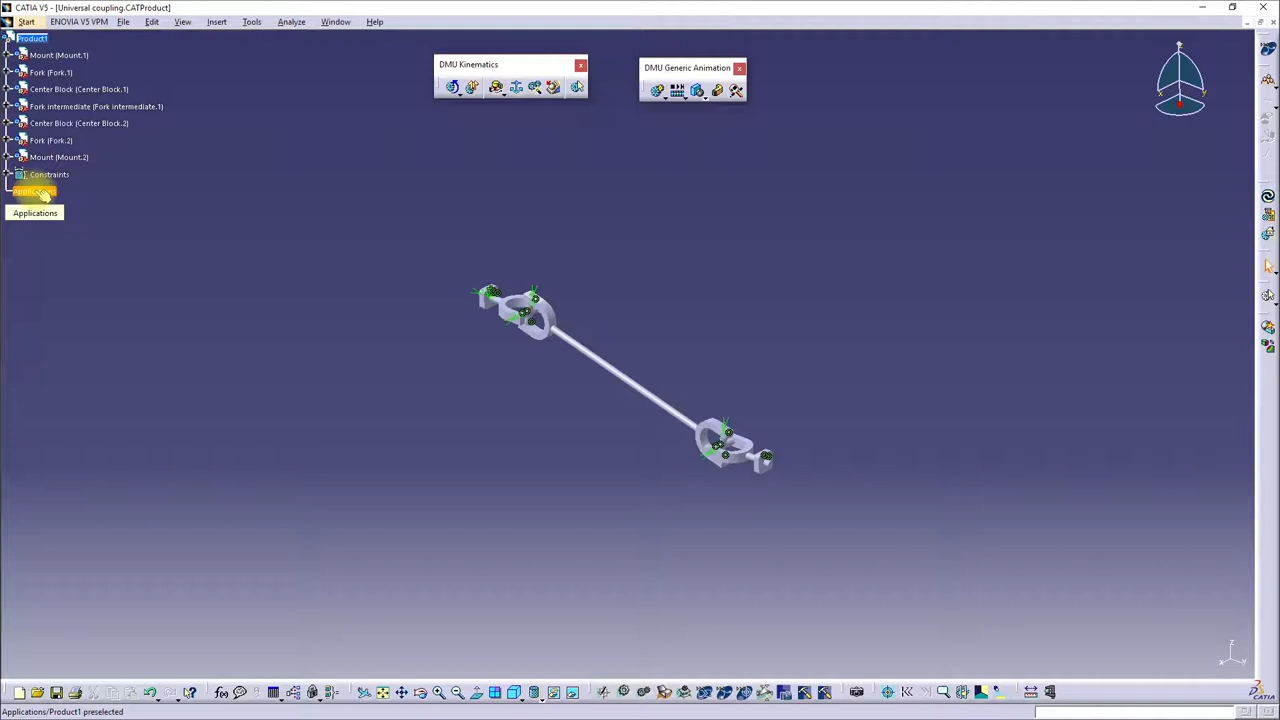 CATIA V5 - [Universal coupling.CATProduct]
Start ENOVIA V5 VPM File Edit View Insert Tools Analyze Window Help
Product1
Mount (Mount.1)
Fork (Fork.1)
Center Block (Center Block.1)
Fork intermediate (Fork intermediate.1)
Center Block (Center Block.2)
Fork (Fork.2)
Mount (Mount.2)
Constraints
Applications
Applications
DMU Kinematics
DMU Generic Animation
f(x)
z
x y
CATIA
Applications/Product1 preselected